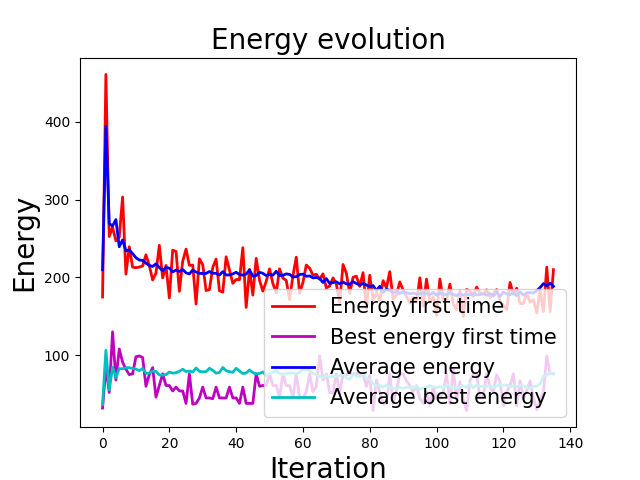 Energy evolution
Energy
400
300
200
100
Energy first time
Best energy first time
Average energy
Average best energy
0 20 40 60 80 100 120 140
Iteration